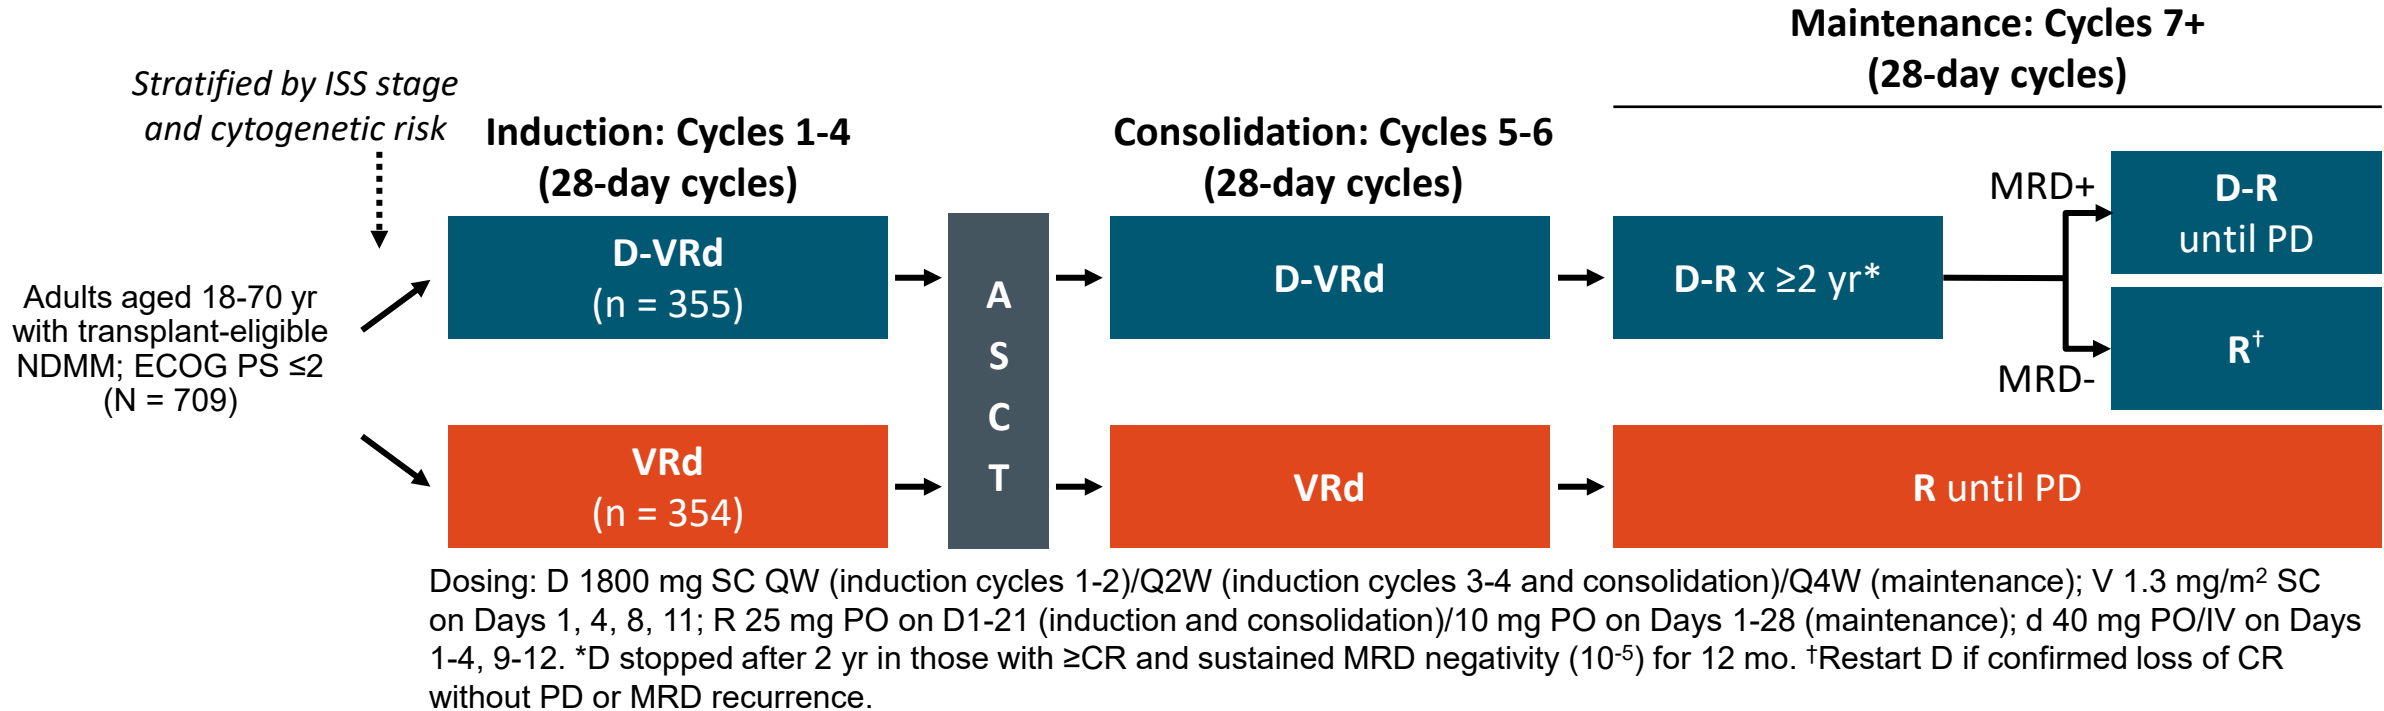 Maintenance: Cycles 7+
(28-day cycles)
Stratified by ISS stage
and cytogenetic risk
Induction: Cycles 1-4
(28-day cycles)
Consolidation: Cycles 5-6
(28-day cycles)
Adults aged 18-70 yr
with transplant-eligible
NDMM; ECOG PS ≤2
(N = 709)
D-VRd
(n = 355)
A
S
C
T
D-VRd
D-R x ≥2 yr*
MRD+
D-R
until PD
MRD-
R†
VRd
(n = 354)
VRd
R until PD
Dosing: D 1800 mg SC QW (induction cycles 1-2)/Q2W (induction cycles 3-4 and consolidation)/Q4W (maintenance); V 1.3 mg/m² SC
on Days 1, 4, 8, 11; R 25 mg PO on D1-21 (induction and consolidation)/10 mg PO on Days 1-28 (maintenance); d 40 mg PO/IV on Days
1-4, 9-12. *D stopped after 2 yr in those with ≥CR and sustained MRD negativity (10⁻⁵) for 12 mo. †Restart D if confirmed loss of CR
without PD or MRD recurrence.